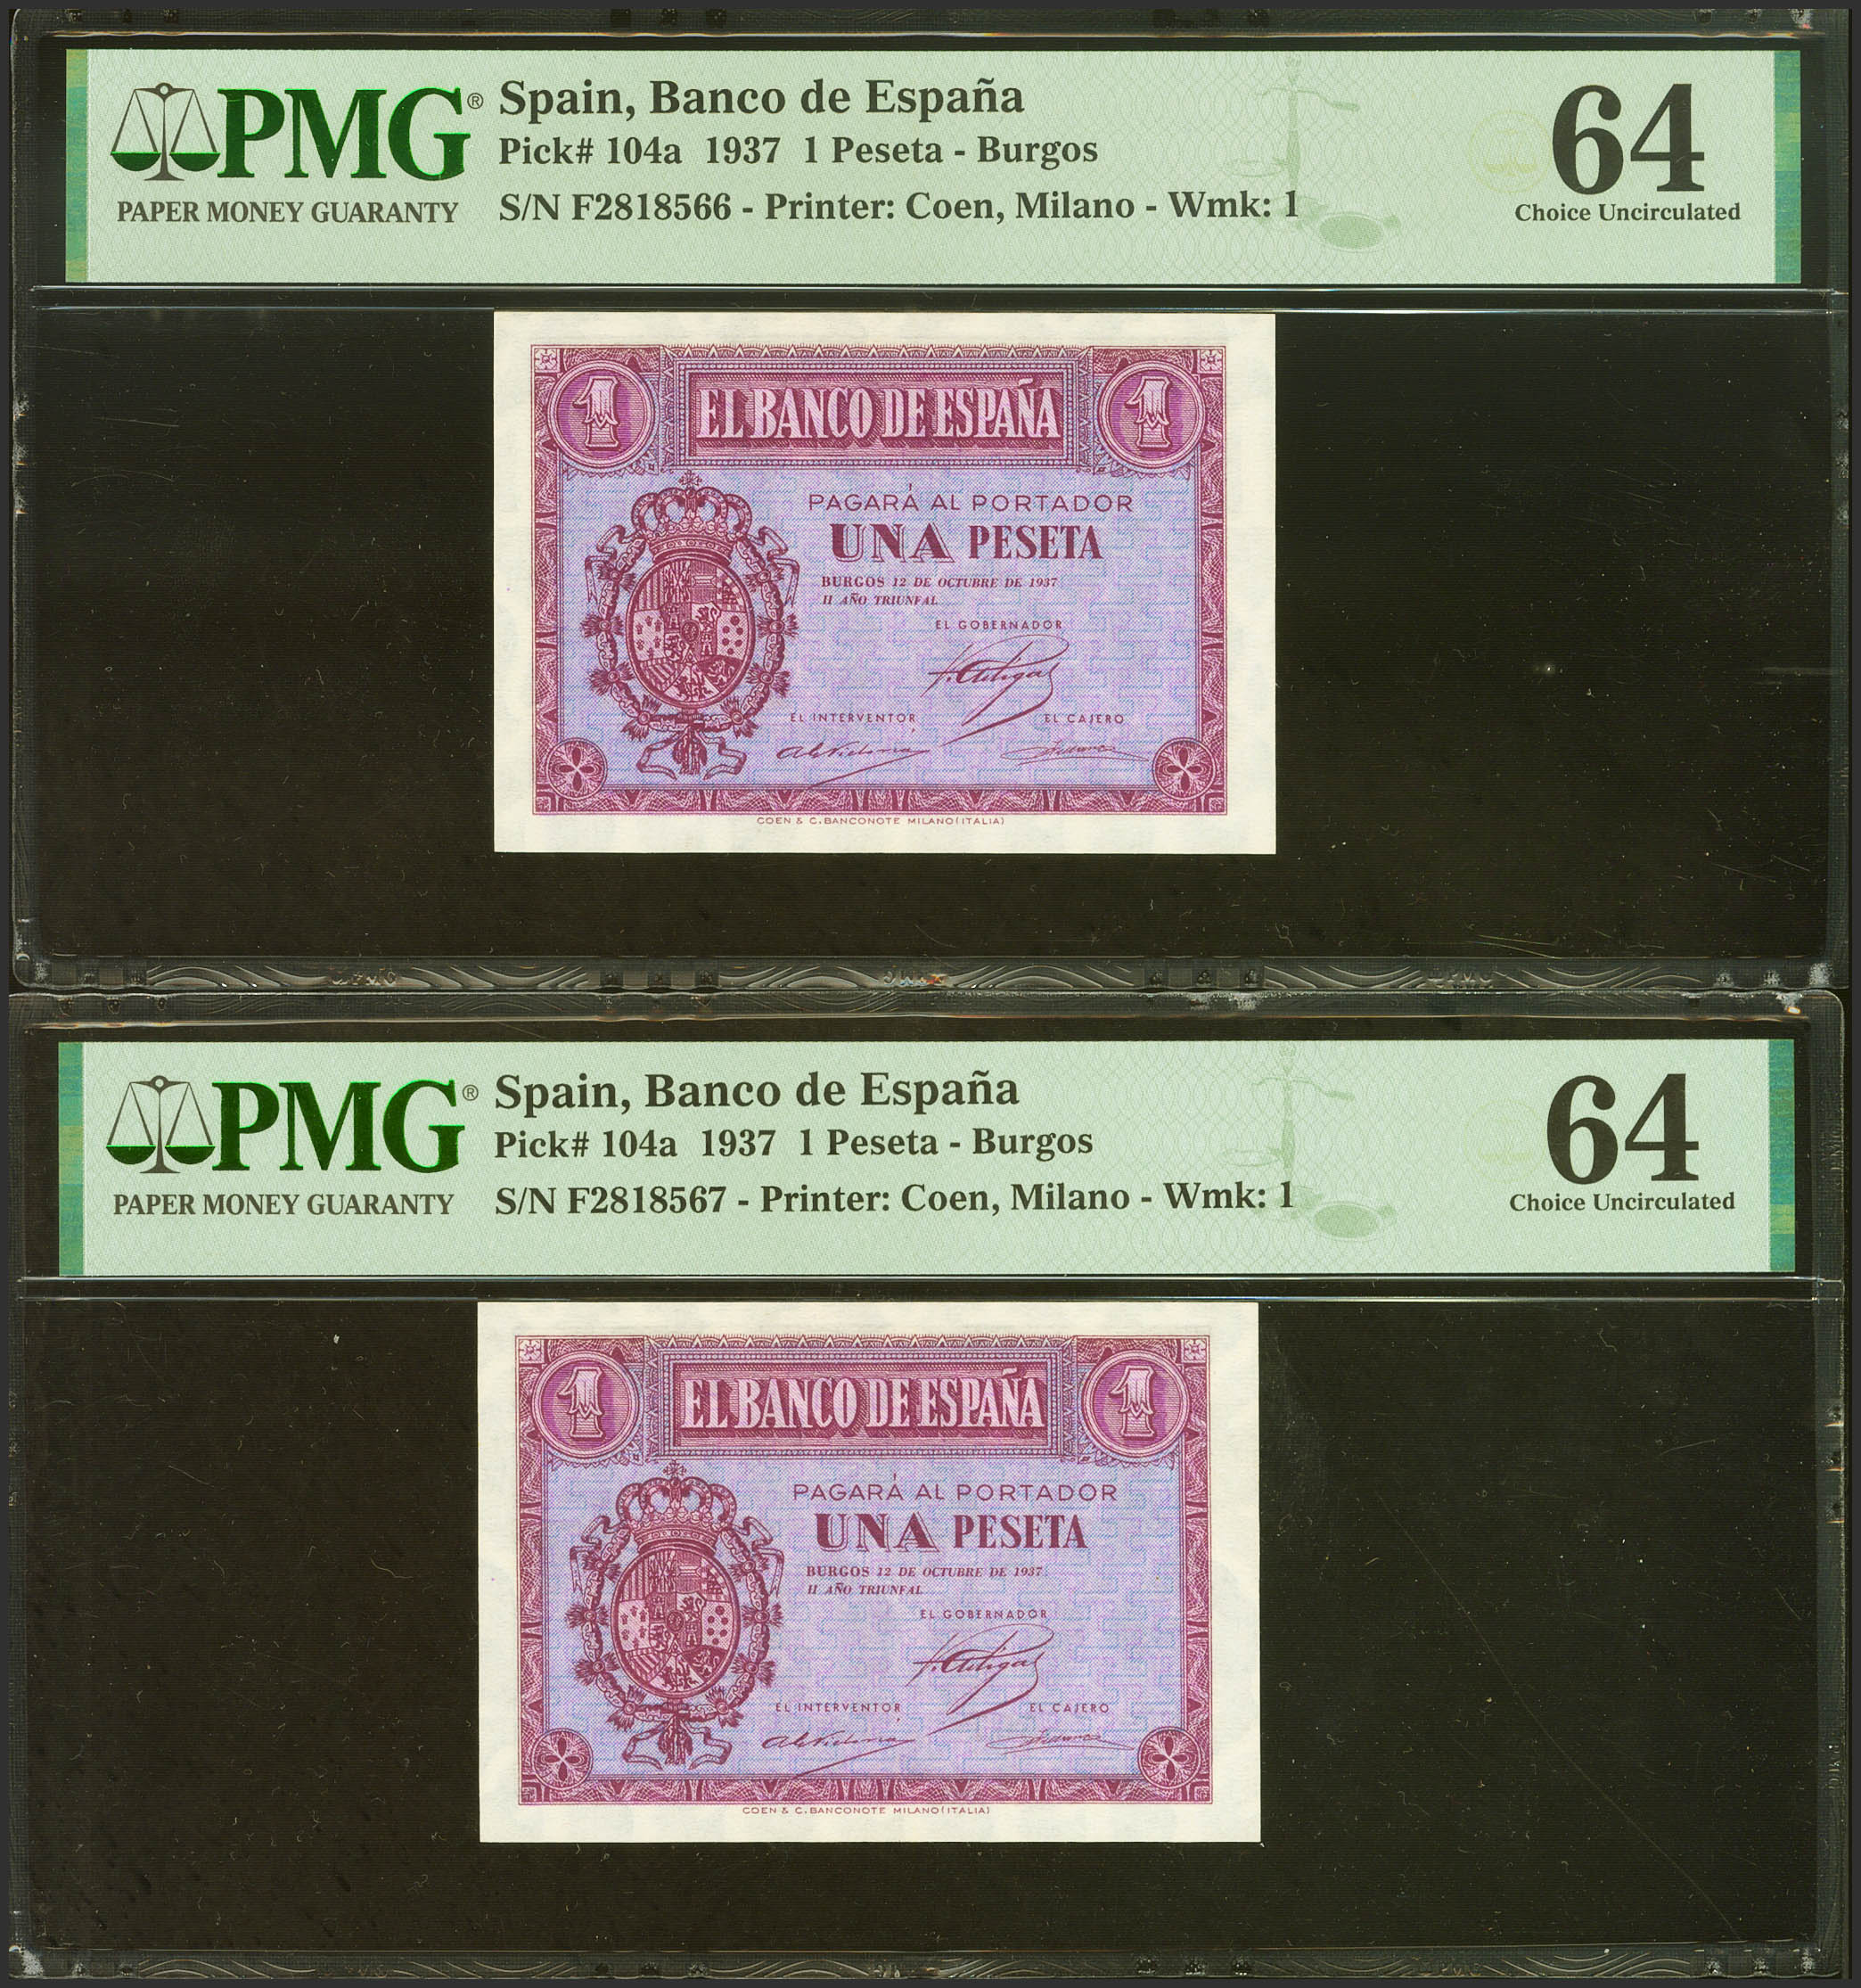 PMG®
PAPER MONEY GUARANTY
Spain, Banco de España
Pick# 104a 1937 1 Peseta - Burgos
S/N F2818566 - Printer: Coen, Milano - Wmk: 1
64
Choice Uncirculated
1
EL BANCO DE ESPAÑA
1
PAGARÁ AL PORTADOR
UNA PESETA
BURGOS 12 DE OCTUBRE DE 1937
II AÑO TRIUNFAL
EL GOBERNADOR
EL INTERVENTOR
EL CAJERO
COEN & C. BANCONOTE MILANO (ITALIA)
PMG®
PAPER MONEY GUARANTY
Spain, Banco de España
Pick# 104a 1937 1 Peseta - Burgos
S/N F2818567 - Printer: Coen, Milano - Wmk: 1
64
Choice Uncirculated
1
EL BANCO DE ESPAÑA
1
PAGARÁ AL PORTADOR
UNA PESETA
BURGOS 12 DE OCTUBRE DE 1937
II AÑO TRIUNFAL
EL GOBERNADOR
EL INTERVENTOR
EL CAJERO
COEN & C. BANCONOTE MILANO (ITALIA)